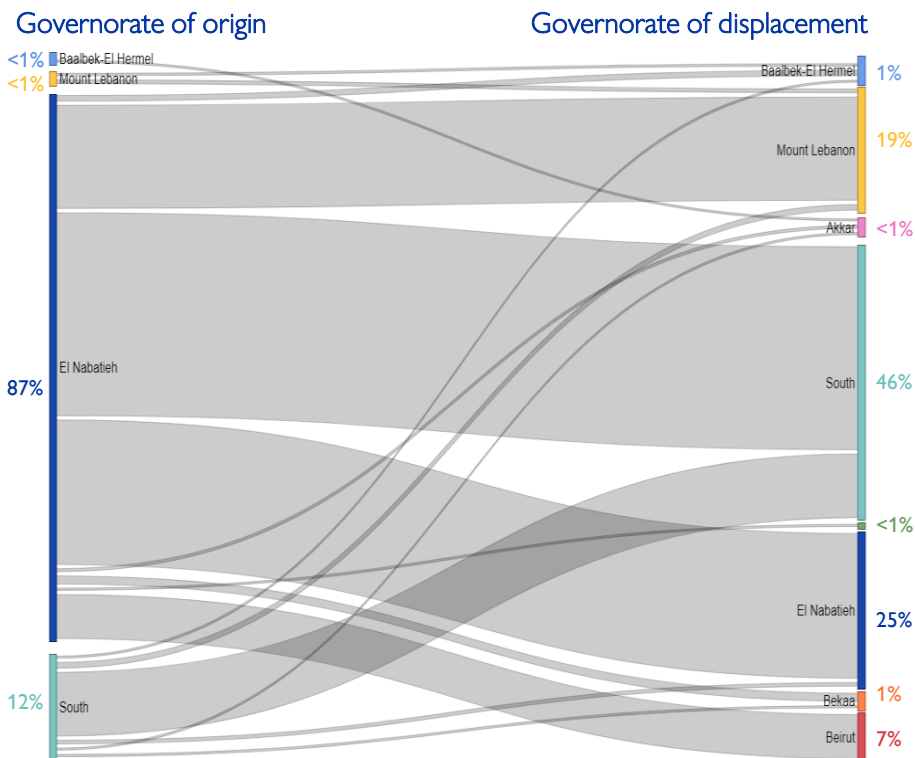 Governorate of origin
Governorate of displacement
<1%
Baalbek-El Hermel
<1%
Mount Lebanon
87%
El Nabatieh
12%
South
Baalbek-El Hermel
1%
Mount Lebanon
19%
Akkar
<1%
South
46%
<1%
El Nabatieh
25%
Bekaa
1%
Beirut
7%